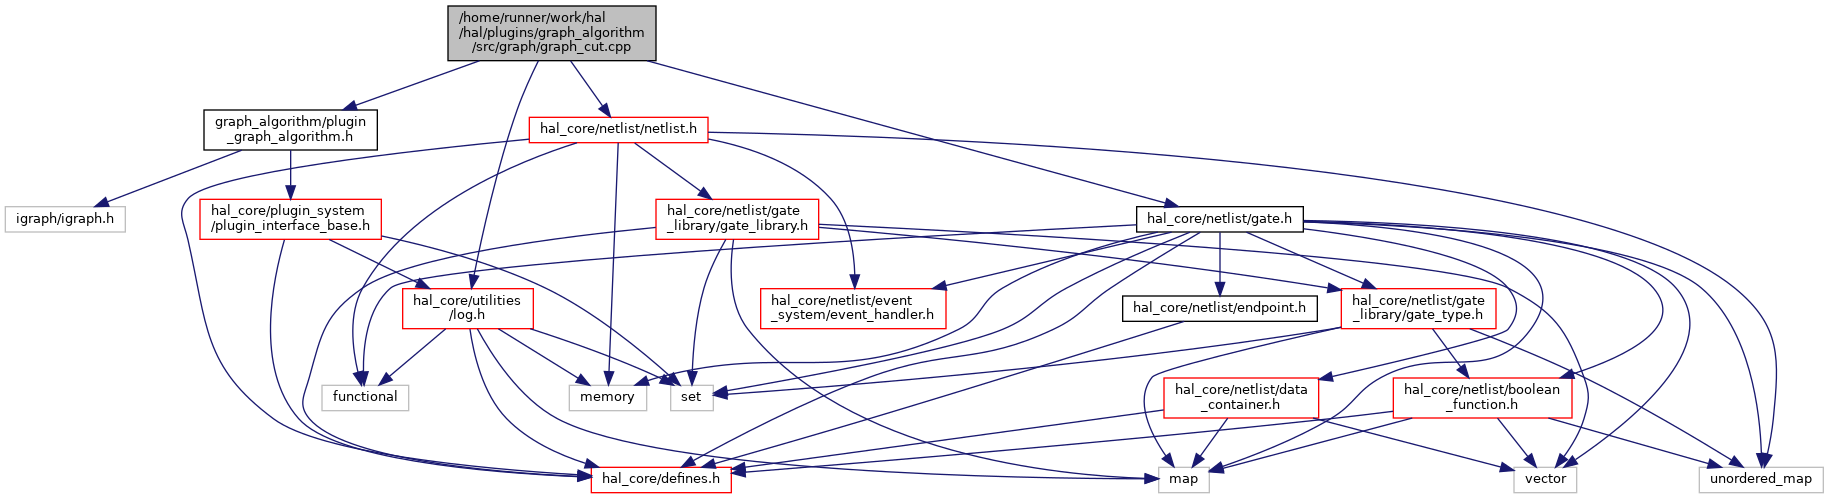 /home/runner/work/hal
/hal/plugins/graph_algorithm
/src/graph/graph_cut.cpp
graph_algorithm/plugin
_graph_algorithm.h
hal_core/netlist/netlist.h
igraph/igraph.h
hal_core/plugin_system
/plugin_interface_base.h
hal_core/netlist/gate
_library/gate_library.h
hal_core/netlist/gate.h
hal_core/utilities
/log.h
hal_core/netlist/event
_system/event_handler.h
hal_core/netlist/endpoint.h
hal_core/netlist/gate
_library/gate_type.h
functional
memory
set
hal_core/netlist/data
_container.h
hal_core/netlist/boolean
_function.h
hal_core/defines.h
map
vector
unordered_map